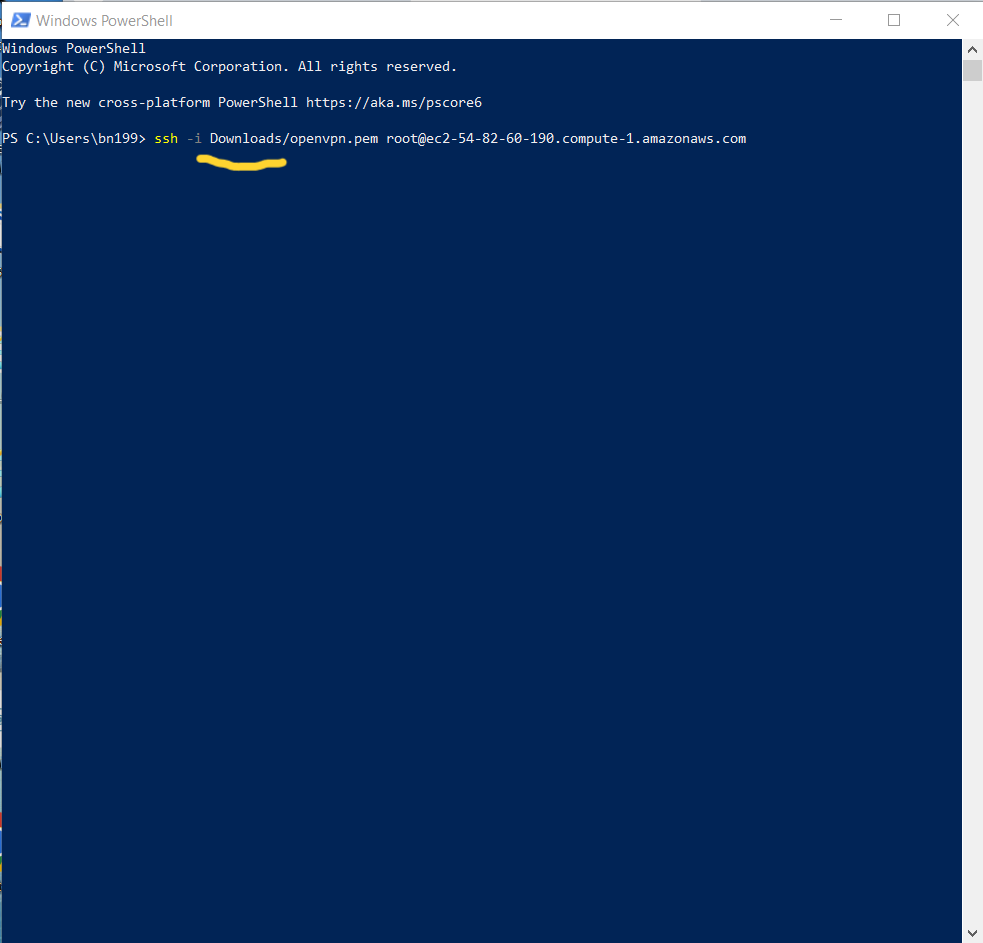 Windows PowerShell
Windows PowerShell
Copyright (C) Microsoft Corporation. All rights reserved.
Try the new cross-platform PowerShell https://aka.ms/pscore6
PS C:\Users\bn199> ssh -i Downloads/openvpn.pem root@ec2-54-82-60-190.compute-1.amazonaws.com